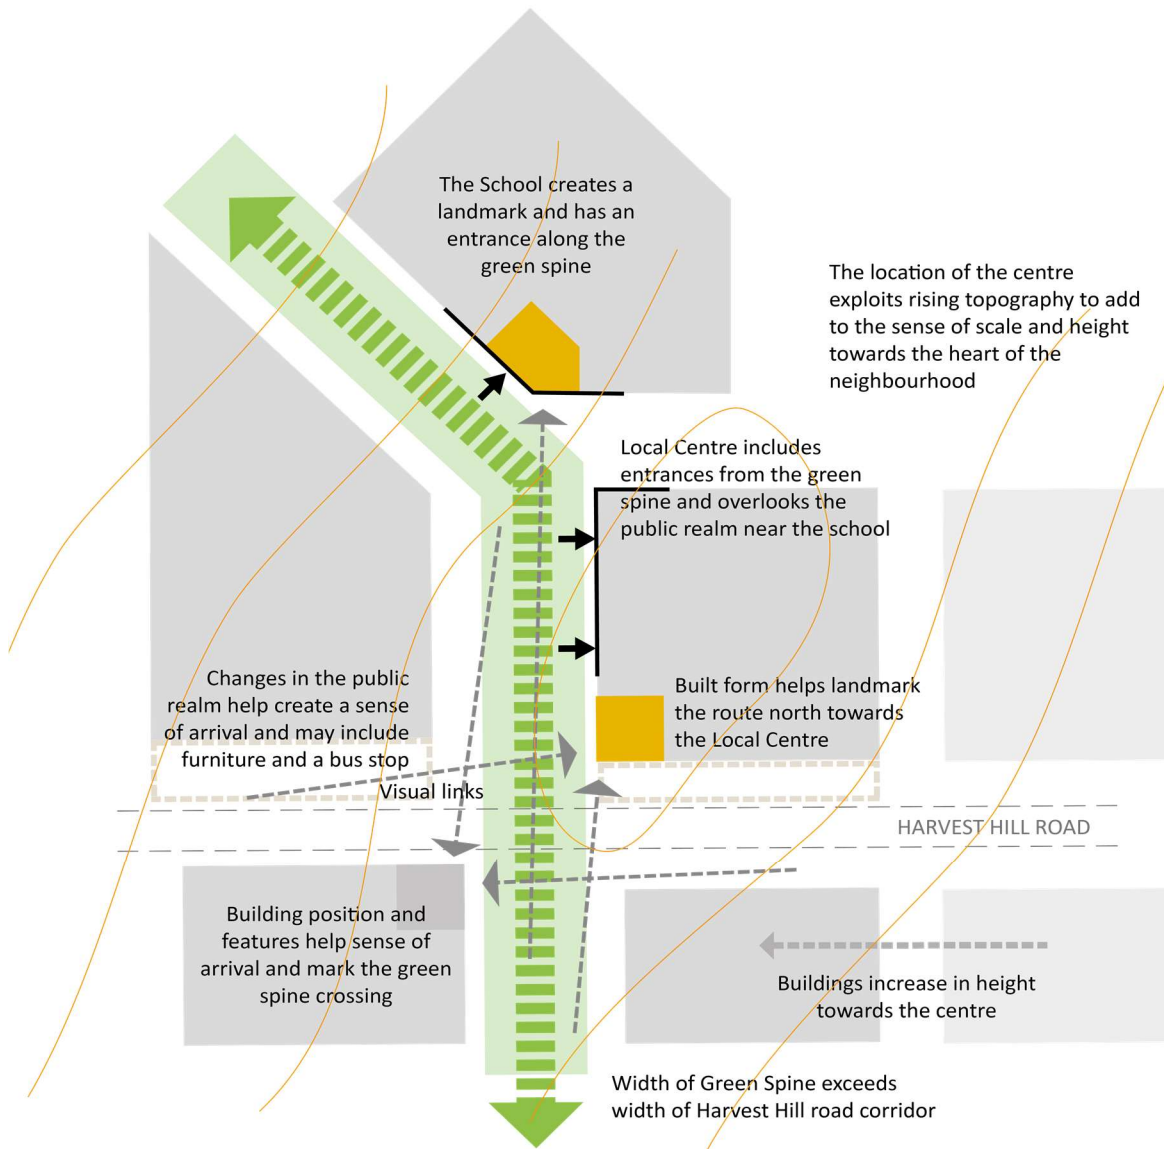 The School creates a
landmark and has an
entrance along the
green spine
The location of the centre
exploits rising topography to add
to the sense of scale and height
towards the heart of the
neighbourhood
Local Centre includes
entrances from the green
spine and overlooks the
public realm near the school
Changes in the public
realm help create a sense
of arrival and may include
furniture and a bus stop
Built form helps landmark
the route north towards
the Local Centre
Visual links
HARVEST HILL ROAD
Building position and
features help sense of
arrival and mark the green
spine crossing
Buildings increase in height
towards the centre
Width of Green Spine exceeds
width of Harvest Hill road corridor